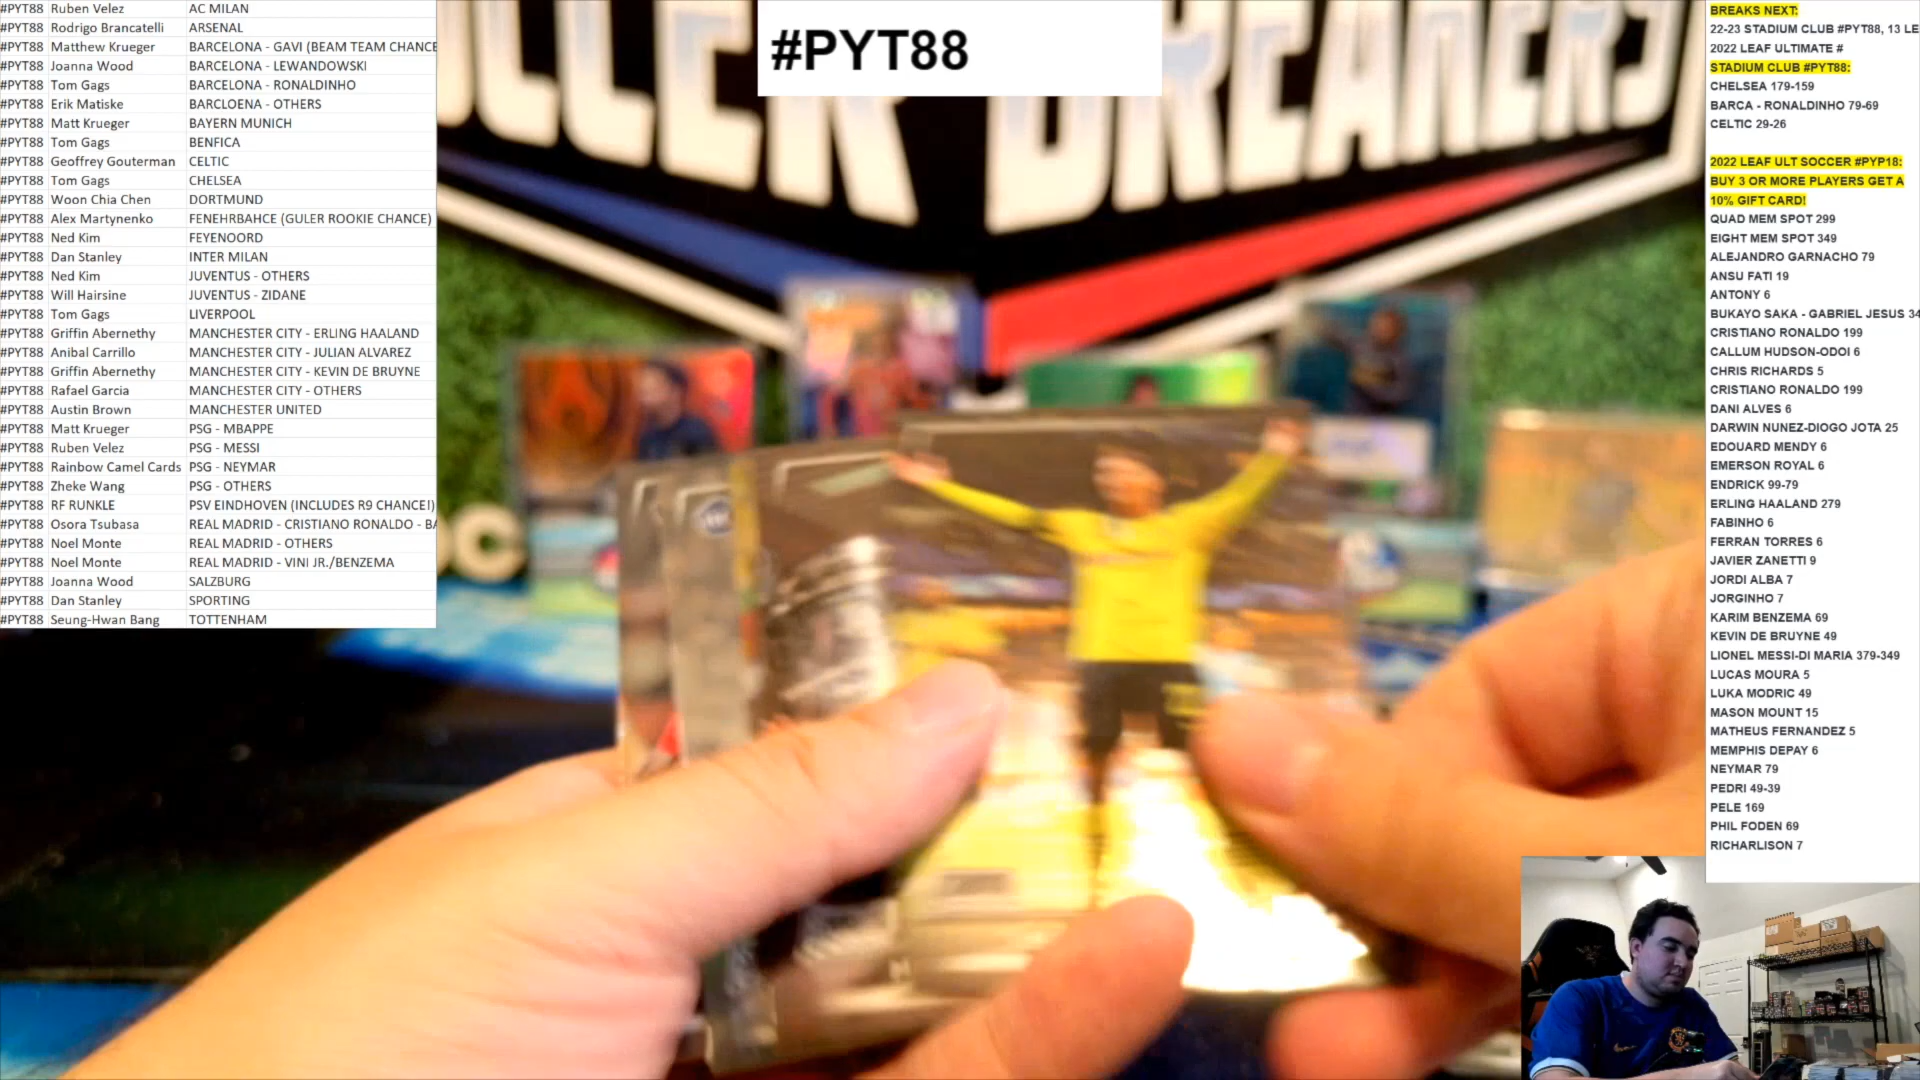 #PYT88 Ruben Velez AC MILAN
#PYT88 Rodrigo Brancatelli ARSENAL
#PYT88 Matthew Krueger BARCELONA - GAVI (BEAM TEAM CHANCE
#PYT88 Joanna Wood BARCELONA - LEWANDOWSKI
#PYT88 Tom Gags BARCELONA - RONALDINHO
#PYT88 Erik Matiske BARCLOENA - OTHERS
#PYT88 Matt Krueger BAYERN MUNICH
#PYT88 Tom Gags BENFICA
#PYT88 Geoffrey Gouterman CELTIC
#PYT88 Tom Gags CHELSEA
#PYT88 Woon Chia Chen DORTMUND
#PYT88 Alex Martynenko FENEHRBAHCE (GULER ROOKIE CHANCE)
#PYT88 Ned Kim FEYENOORD
#PYT88 Dan Stanley INTER MILAN
#PYT88 Ned Kim JUVENTUS - OTHERS
#PYT88 Will Hairsine JUVENTUS - ZIDANE
#PYT88 Tom Gags LIVERPOOL
#PYT88 Griffin Abernethy MANCHESTER CITY - ERLING HAALAND
#PYT88 Anibal Carrillo MANCHESTER CITY - JULIAN ALVAREZ
#PYT88 Griffin Abernethy MANCHESTER CITY - KEVIN DE BRUYNE
#PYT88 Rafael Garcia MANCHESTER CITY - OTHERS
#PYT88 Austin Brown MANCHESTER UNITED
#PYT88 Matt Krueger PSG - MBAPPE
#PYT88 Ruben Velez PSG - MESSI
#PYT88 Rainbow Camel Cards PSG - NEYMAR
#PYT88 Zheke Wang PSG - OTHERS
#PYT88 RF RUNKLE PSV EINDHOVEN (INCLUDES R9 CHANCE!)
#PYT88 Osora Tsubasa REAL MADRID - CRISTIANO RONALDO - BA
#PYT88 Noel Monte REAL MADRID - OTHERS
#PYT88 Noel Monte REAL MADRID - VINI JR./BENZEMA
#PYT88 Joanna Wood SALZBURG
#PYT88 Dan Stanley SPORTING
#PYT88 Seung-Hwan Bang TOTTENHAM
#PYT88
BREAKS NEXT:
22-23 STADIUM CLUB #PYT88, 13 LE
2022 LEAF ULTIMATE #
STADIUM CLUB #PYT88:
CHELSEA 179-159
BARCA - RONALDINHO 79-69
CELTIC 29-26
2022 LEAF ULT SOCCER #PYP18:
BUY 3 OR MORE PLAYERS GET A
10% GIFT CARD!
QUAD MEM SPOT 299
EIGHT MEM SPOT 349
ALEJANDRO GARNACHO 79
ANSU FATI 19
ANTONY 6
BUKAYO SAKA - GABRIEL JESUS 34
CRISTIANO RONALDO 199
CALLUM HUDSON-ODOI 6
CHRIS RICHARDS 5
CRISTIANO RONALDO 199
DANI ALVES 6
DARWIN NUNEZ-DIOGO JOTA 25
EDOUARD MENDY 6
EMERSON ROYAL 6
ENDRICK 99-79
ERLING HAALAND 279
FABINHO 6
FERRAN TORRES 6
JAVIER ZANETTI 9
JORDI ALBA 7
JORGINHO 7
KARIM BENZEMA 69
KEVIN DE BRUYNE 49
LIONEL MESSI-DI MARIA 379-349
LUCAS MOURA 5
LUKA MODRIC 49
MASON MOUNT 15
MATHEUS FERNANDEZ 5
MEMPHIS DEPAY 6
NEYMAR 79
PEDRI 49-39
PELE 169
PHIL FODEN 69
RICHARLISON 7